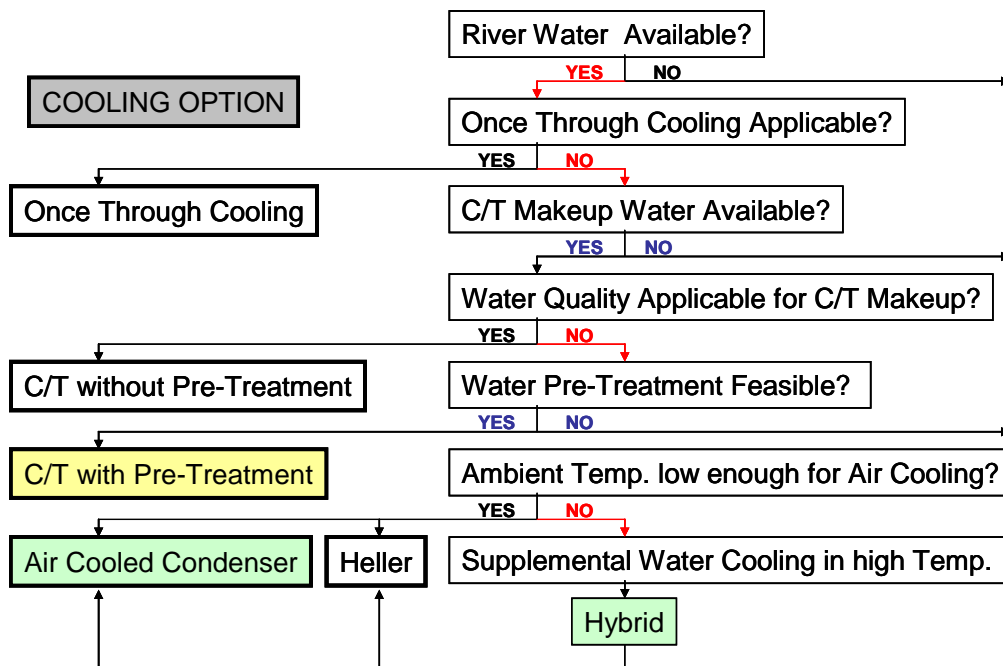 River Water Available?
YES NO
COOLING OPTION
Once Through Cooling Applicable?
YES NO
Once Through Cooling
C/T Makeup Water Available?
YES NO
Water Quality Applicable for C/T Makeup?
YES NO
C/T without Pre-Treatment
Water Pre-Treatment Feasible?
YES NO
C/T with Pre-Treatment
Ambient Temp. low enough for Air Cooling?
YES NO
Air Cooled Condenser
Heller
Supplemental Water Cooling in high Temp.
Hybrid